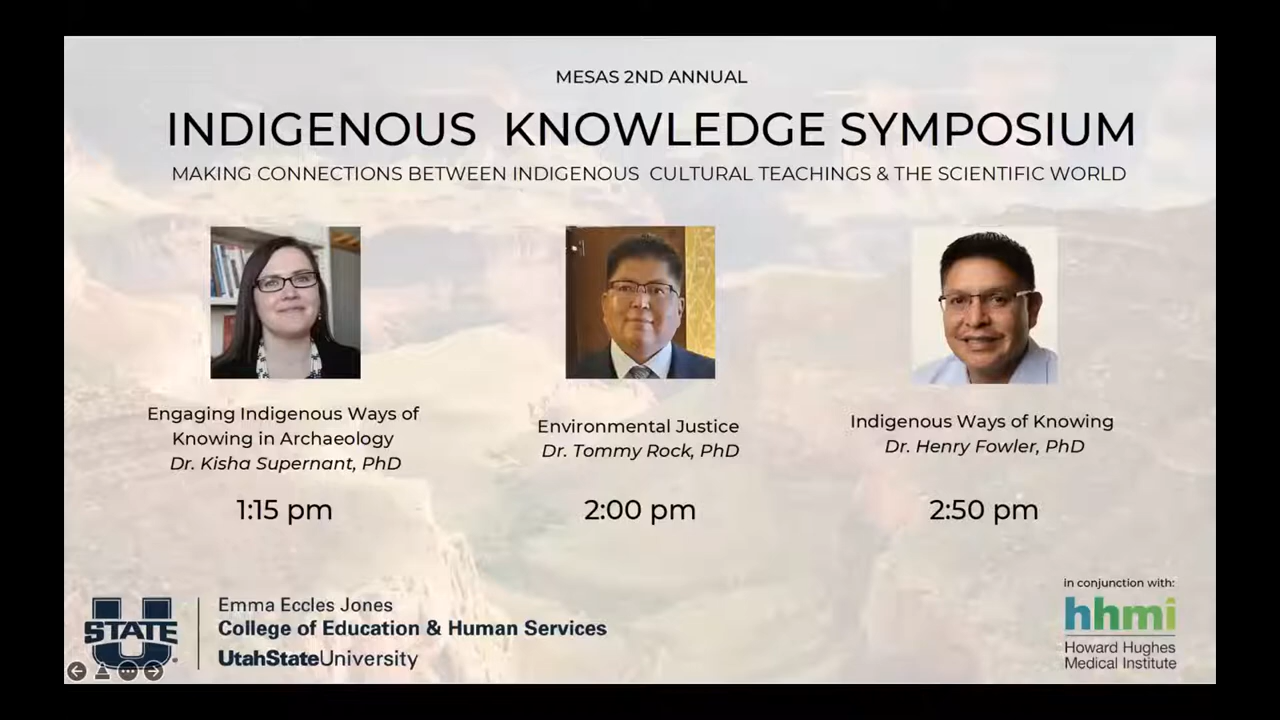 MESAS 2ND ANNUAL
INDIGENOUS KNOWLEDGE SYMPOSIUM
MAKING CONNECTIONS BETWEEN INDIGENOUS CULTURAL TEACHINGS & THE SCIENTIFIC WORLD
Engaging Indigenous Ways of
Knowing in Archaeology
Dr. Kisha Supernant, PhD
1:15 pm
Environmental Justice
Dr. Tommy Rock, PhD
2:00 pm
Indigenous Ways of Knowing
Dr. Henry Fowler, PhD
2:50 pm
U STATE
Emma Eccles Jones
College of Education & Human Services
UtahStateUniversity
in conjunction with:
hhmi
Howard Hughes
Medical Institute